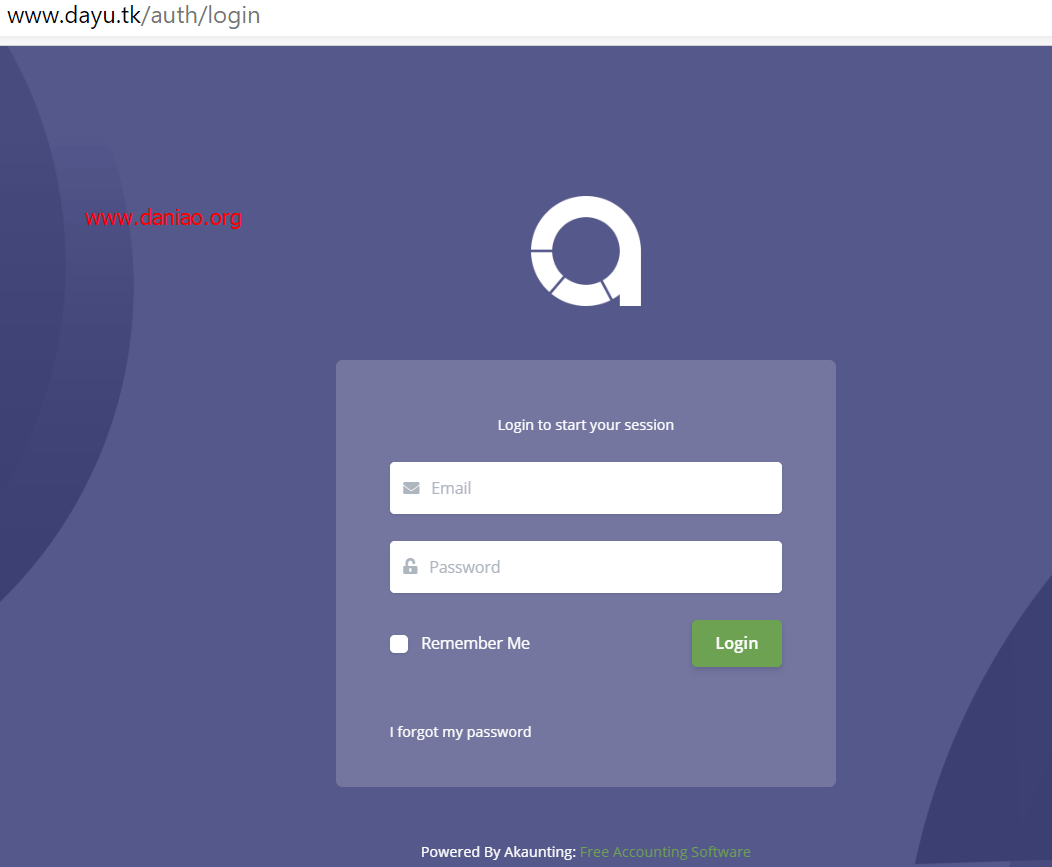 www.dayu.tk/auth/login
www.daniao.org
Login to start your session
Email
Password
Remember Me
Login
I forgot my password
Powered By Akaunting: Free Accounting Software